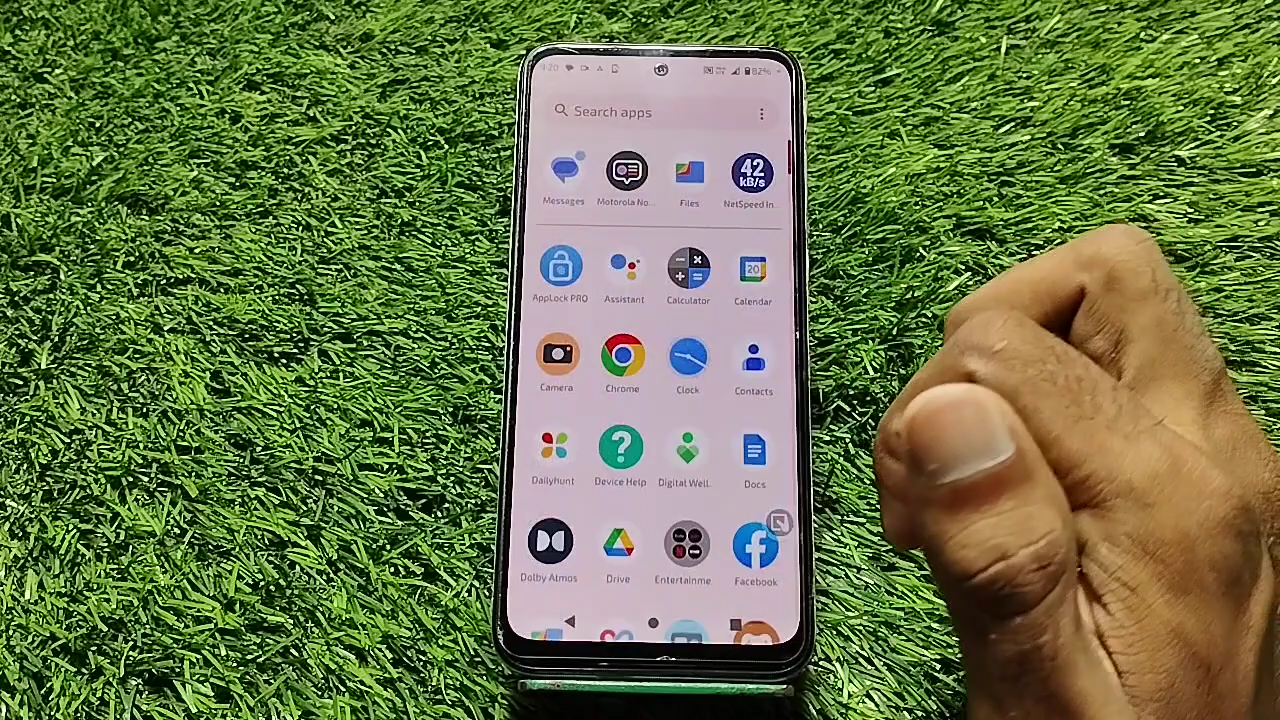 82%
Search apps
42
kB/s
Messages
Motorola No...
Files
NetSpeed In...
20
AppLock PRO
Assistant
Calculator
Calendar
Camera
Chrome
Clock
Contacts
Dailyhunt
Device Help
Digital Well..
Docs
Dolby Atmos
Drive
Entertainme
Facebook